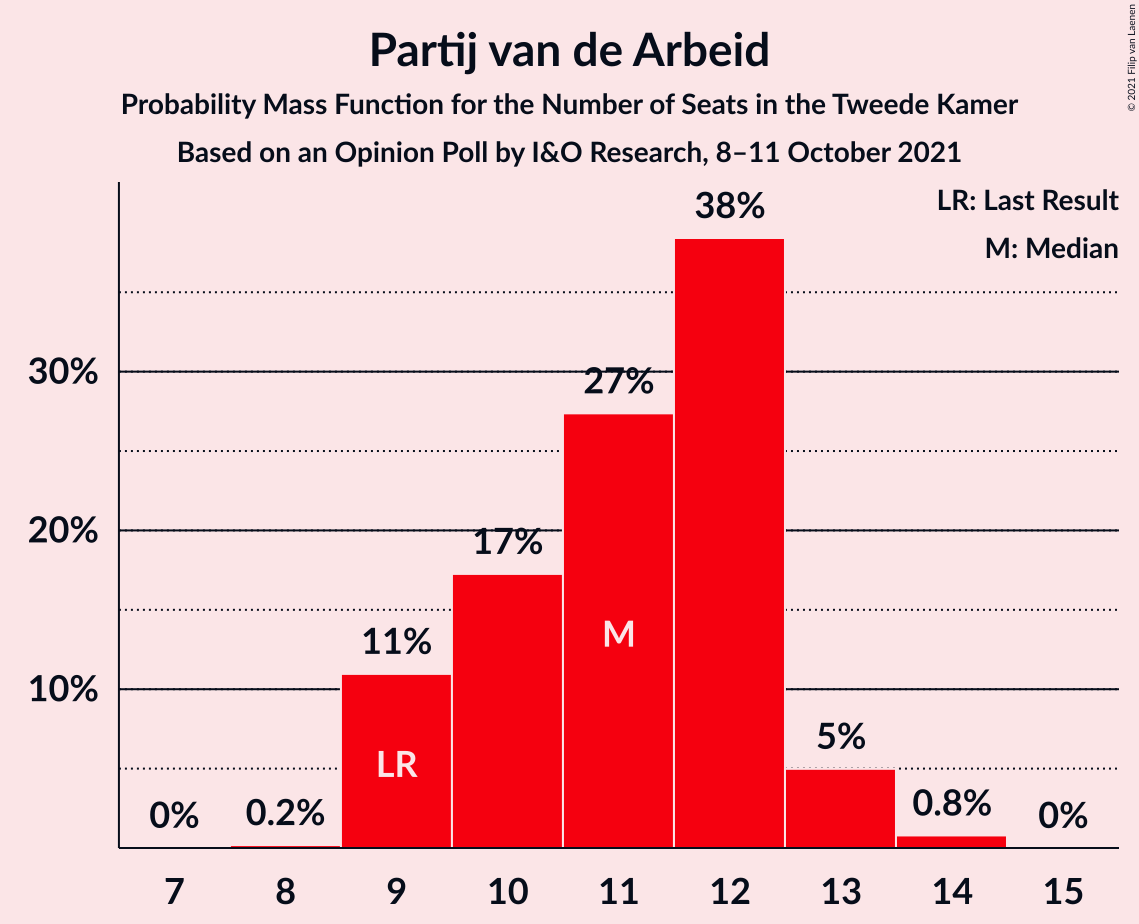 Partij van de Arbeid
Probability Mass Function for the Number of Seats in the Tweede Kamer
Based on an Opinion Poll by I&O Research, 8–11 October 2021
© 2021 Filip van Laenen
LR: Last Result
M: Median
38%
30%
27%
20%
17%
M
11%
10%
LR
5%
0%
0.2%
0.8%
0%
7 8 9 10 11 12 13 14 15